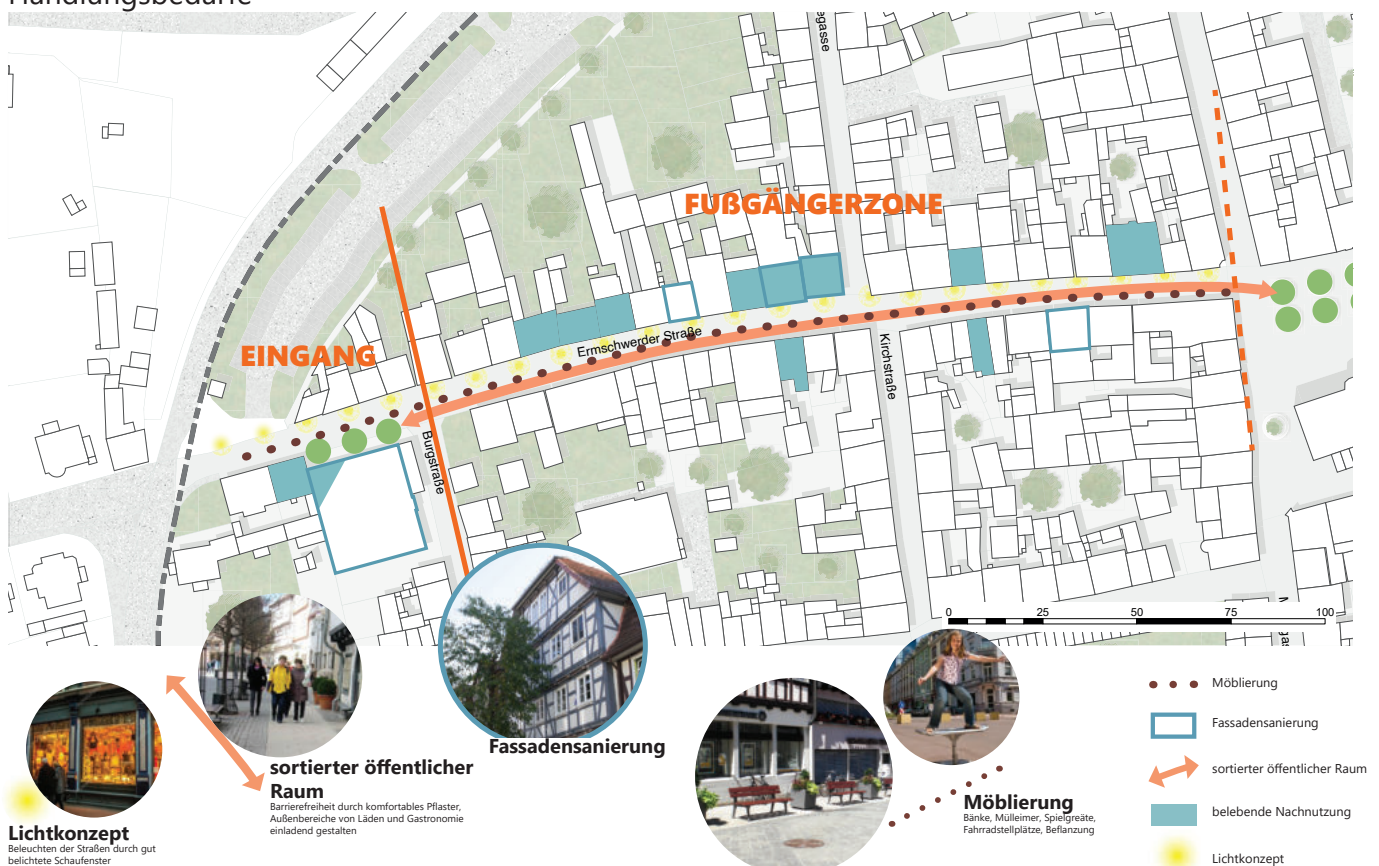 Handlungsbedarfe
FUẞGÄNGERZONE
EINGANG
Ermschwerder Straße
Kirchstraße
Burgstraße
0 25 50 75 100
Lichtkonzept
Beleuchten der Straßen durch gut
belichtete Schaufenster
sortierter öffentlicher
Raum
Barrierefreiheit durch komfortables Pflaster,
Außenbereiche von Läden und Gastronomie
einladend gestalten
Fassadensanierung
Möblierung
Bänke, Mülleimer, Spielgreäte,
Fahrradstellplätze, Beflanzung
Möblierung
Fassadensanierung
sortierter öffentlicher Raum
belebende Nachnutzung
Lichtkonzept